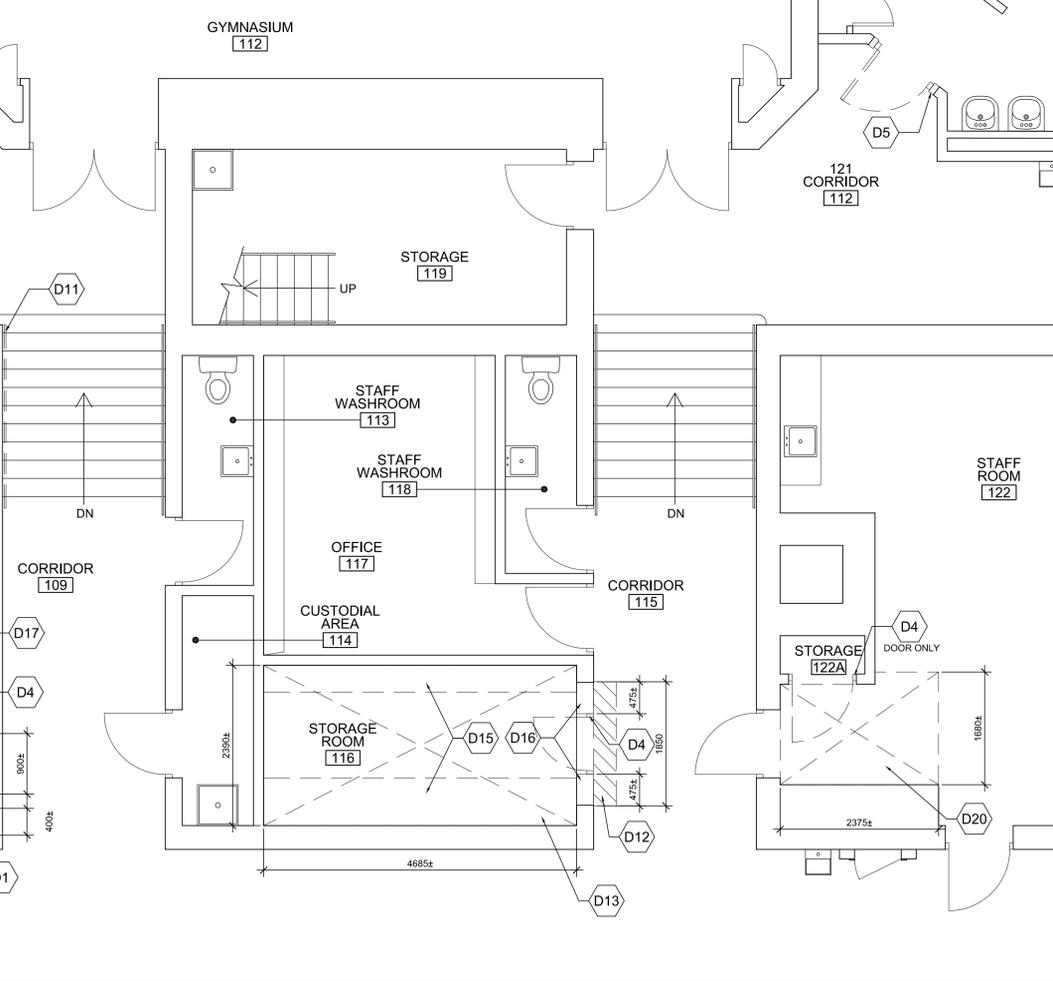 GYMNASIUM
112
D5
121
CORRIDOR
112
STORAGE
119
UP
D11
STAFF
WASHROOM
113
STAFF
WASHROOM
118
STAFF
ROOM
122
DN
DN
OFFICE
117
CORRIDOR
109
CORRIDOR
115
CUSTODIAL
AREA
114
D17
D4
DOOR ONLY
STORAGE
122A
D4
475±
2390±
STORAGE
ROOM
116
D15
D16
D4
1850
1680±
900±
475±
400±
D12
2375±
D20
4685±
D13